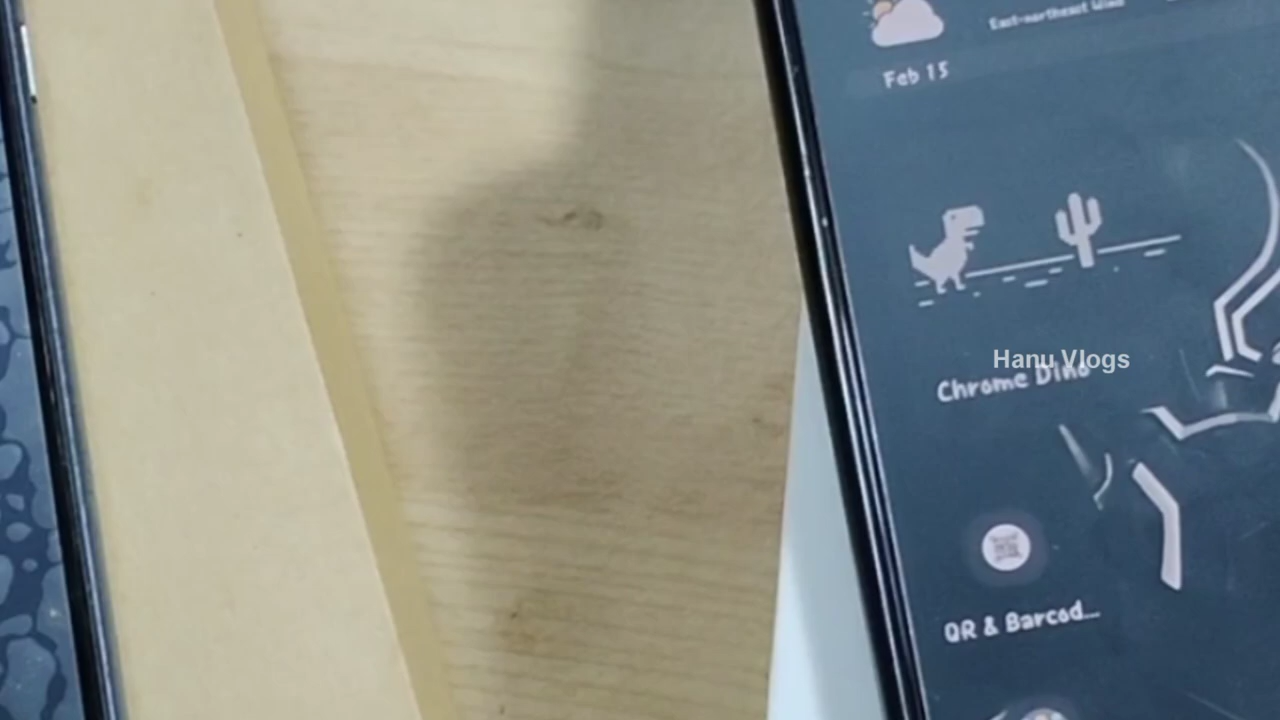 East-northeast Wind
Feb 15
Hanu Vlogs
Chrome Dino
QR & Barcod...